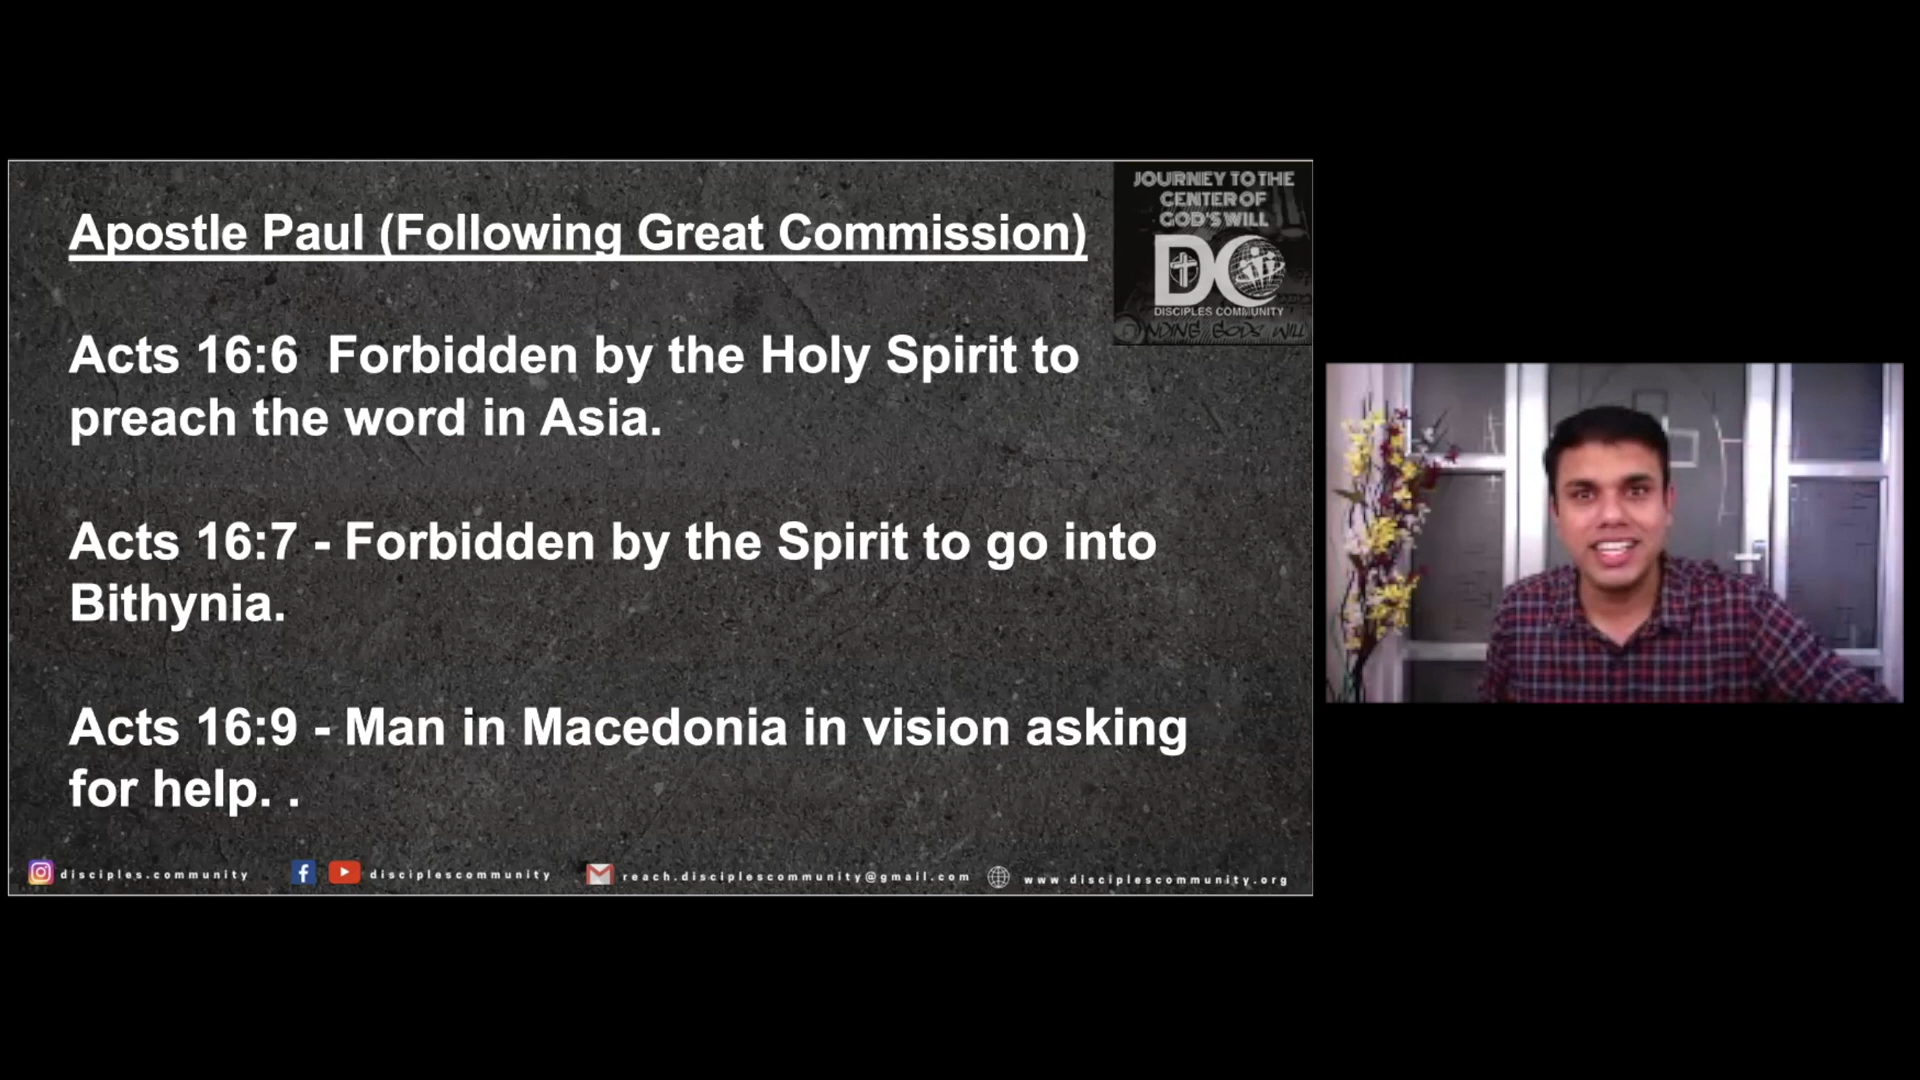 Apostle Paul (Following Great Commission)
JOURNEY TO THE
CENTER OF
GOD'S WILL
DC
DISCIPLES COMMUNITY
GOD'S WILL
Acts 16:6  Forbidden by the Holy Spirit to
preach the word in Asia.
Acts 16:7 - Forbidden by the Spirit to go into
Bithynia.
Acts 16:9 - Man in Macedonia in vision asking
for help. .
disciples.community
disciplescommunity
reach.disciplescommunity@gmail.com
www disciplescommunity.org